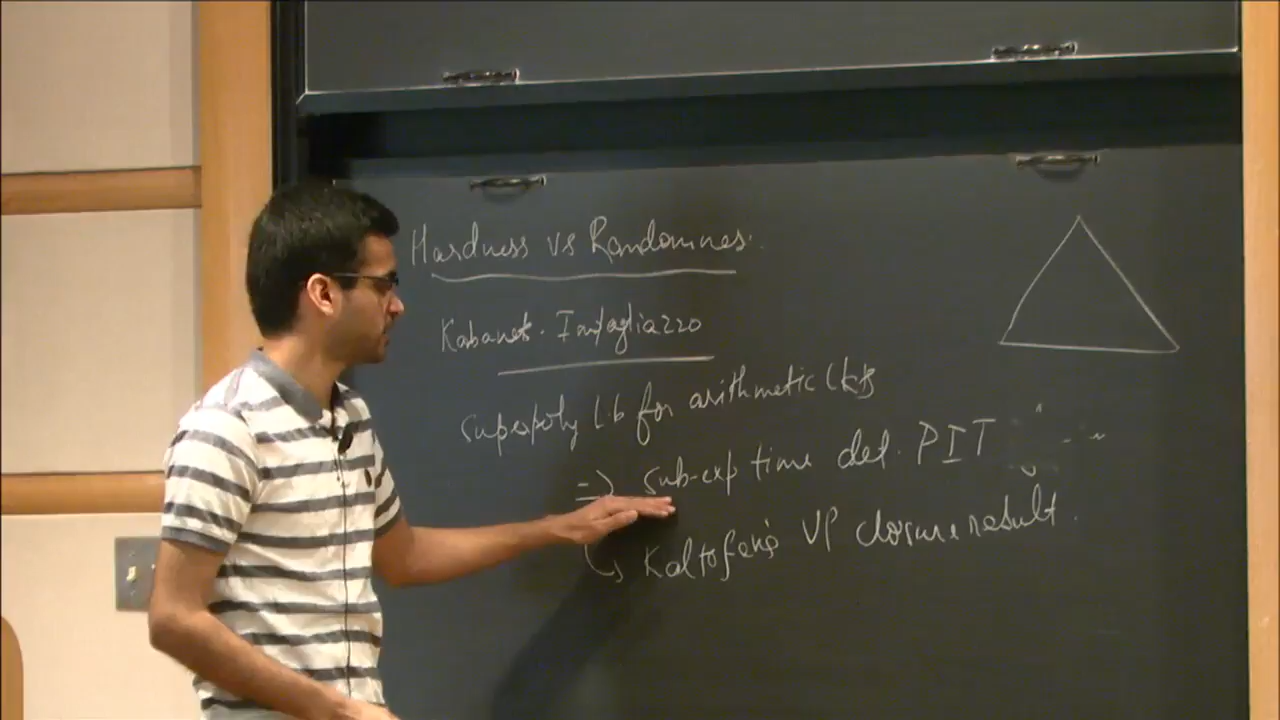 Hardness vs Randomness.
Kabanets. Impagliazzo
Superpoly l.b for arithmetic Ckts
=> sub-exp time det. PIT
Kaltofen's VP closure result.